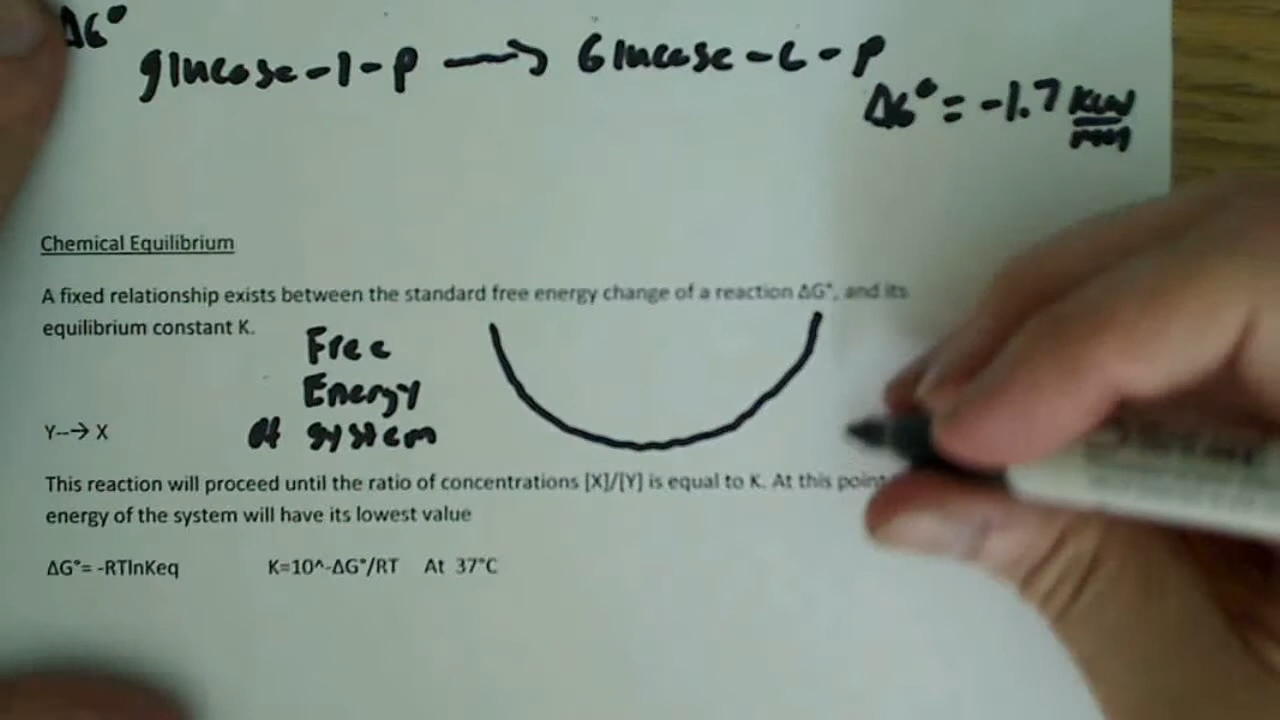 ΔG°
glucose-1-p → Glucose-6-p
ΔG° = -1.7 Kcal/mol
Chemical Equilibrium
A fixed relationship exists between the standard free energy change of a reaction ΔG°, and its
equilibrium constant K.
Free
Energy
of system
Y--→ X
This reaction will proceed until the ratio of concentrations [X]/[Y] is equal to K. At this point
energy of the system will have its lowest value
ΔG°= -RTlnKeq K=10^-ΔG°/RT At 37°C